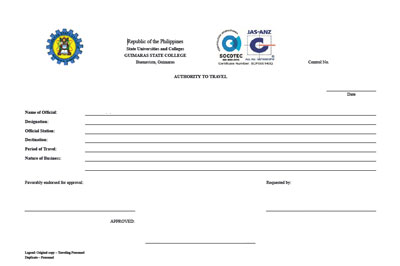 Republic of the Philippines
State Universities and Colleges
GUIMARAS STATE COLLEGE
Buenavista, Guimaras
SOCOTEC
JAS-ANZ
Certificate Number
Control No.
AUTHORITY TO TRAVEL
Date
Name of Official:
Designation:
Official Station:
Destination:
Period of Travel:
Nature of Business:
Favorably endorsed for approval:
Requested by:
APPROVED:
Legend: Original copy – Traveling Personnel
Duplicate – Personnel